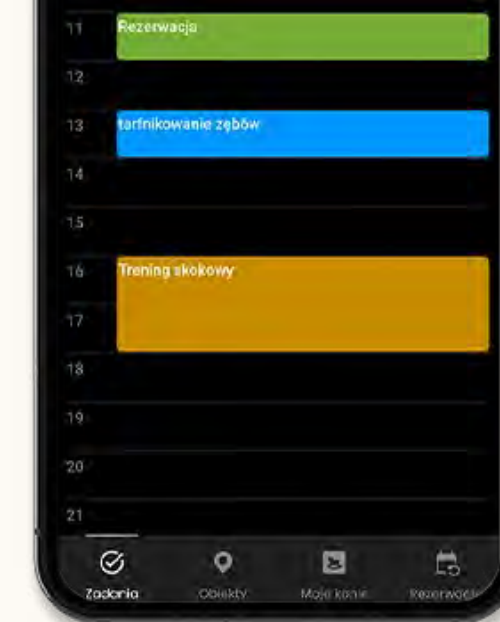 11
Rezerwacja
12
13
tarfnikowanie zębów
14
15
16
Trening skokowy
17
18
19
20
21
Zadania
Obiekty
Moje konie
Rezerwacje